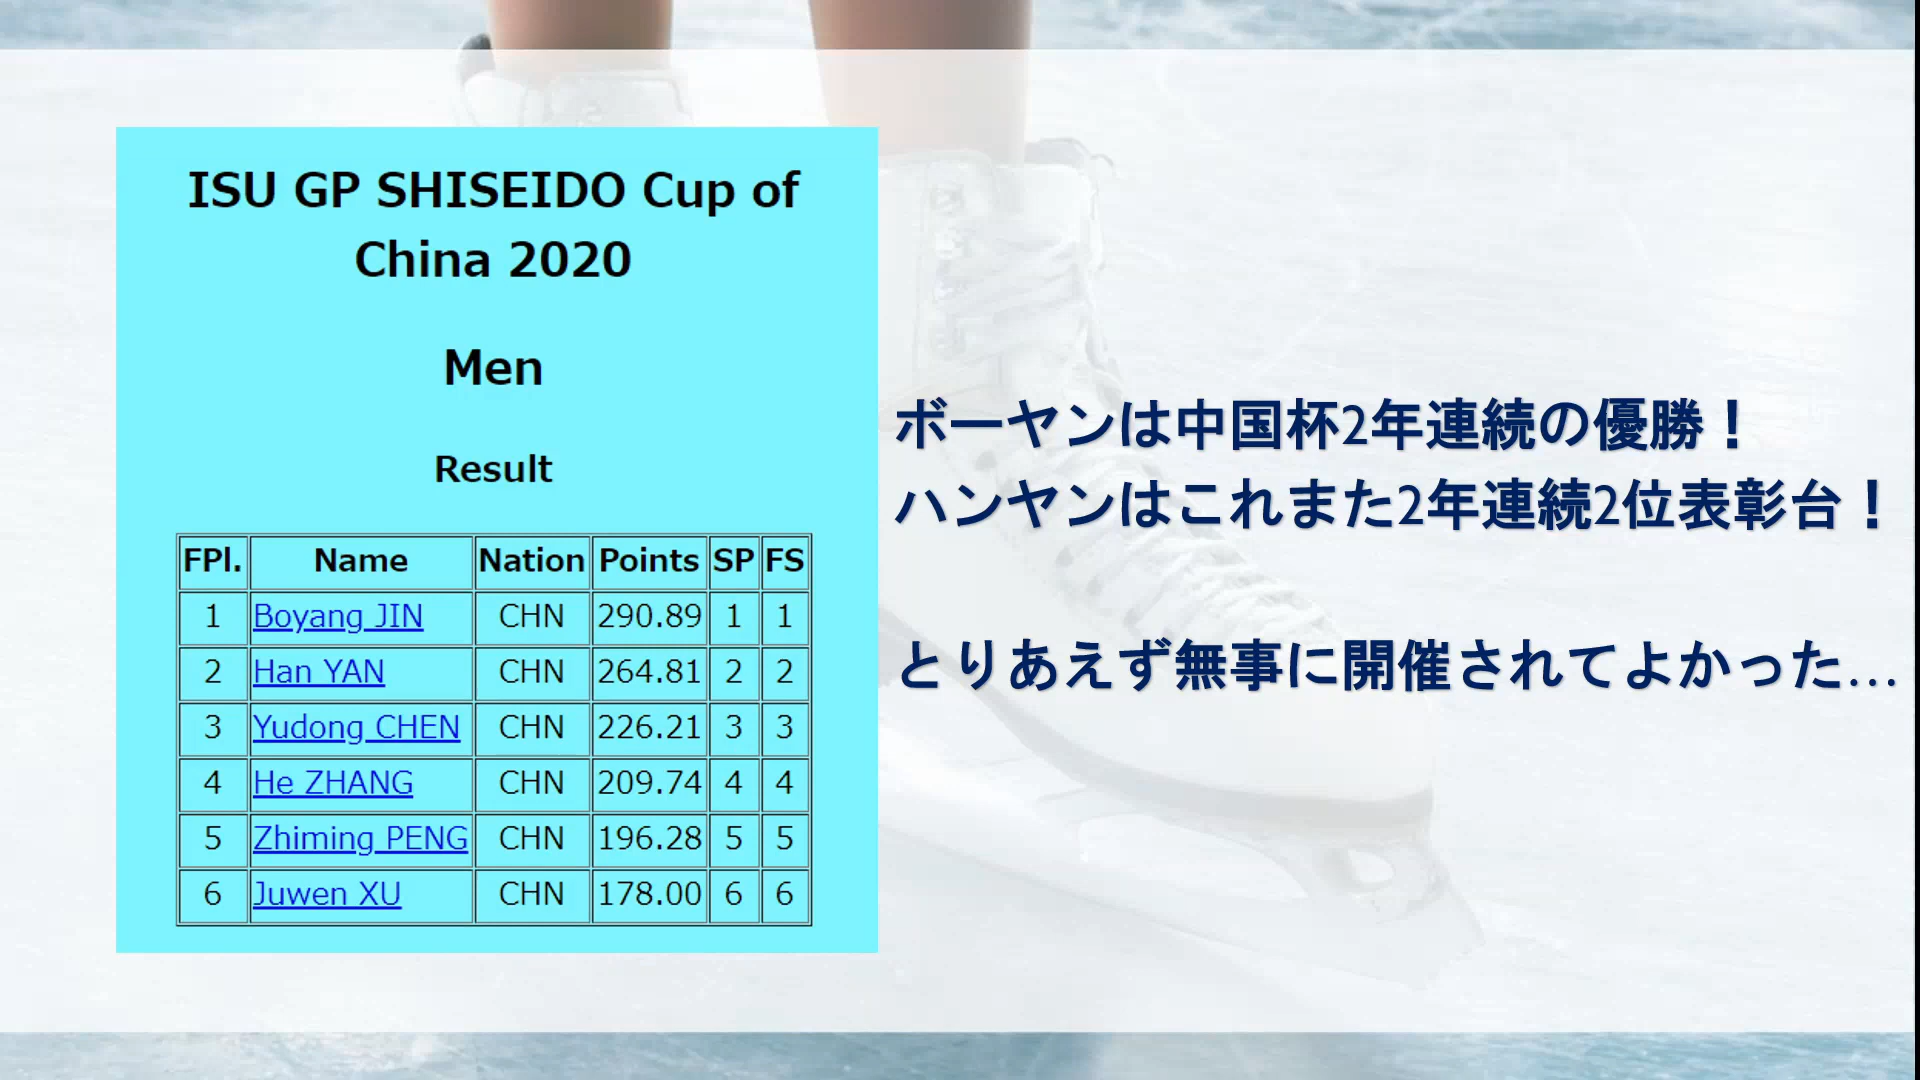 ISU GP SHISEIDO Cup of
China 2020
Men
Result
FPl. Name Nation Points SP FS
1 Boyang JIN CHN 290.89 1 1
2 Han YAN CHN 264.81 2 2
3 Yudong CHEN CHN 226.21 3 3
4 He ZHANG CHN 209.74 4 4
5 Zhiming PENG CHN 196.28 5 5
6 Juwen XU CHN 178.00 6 6
ボーヤンは中国杯2年連続の優勝！
ハンヤンはこれまた2年連続2位表彰台！
とりあえず無事に開催されてよかった…